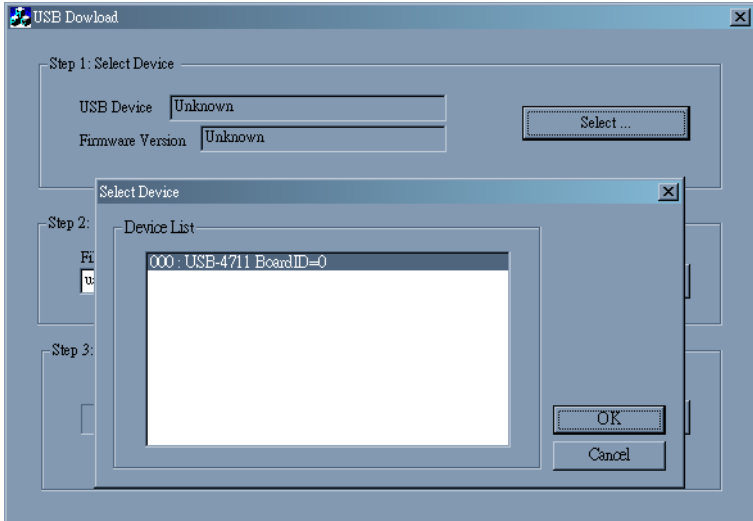 USB Dowload
Step 1: Select Device
USB Device Unknown
Select ...
Firmware Version Unknown
Select Device
Step 2:
Device List
000 : USB-4711 BoardID=0
Step 3:
OK
Cancel